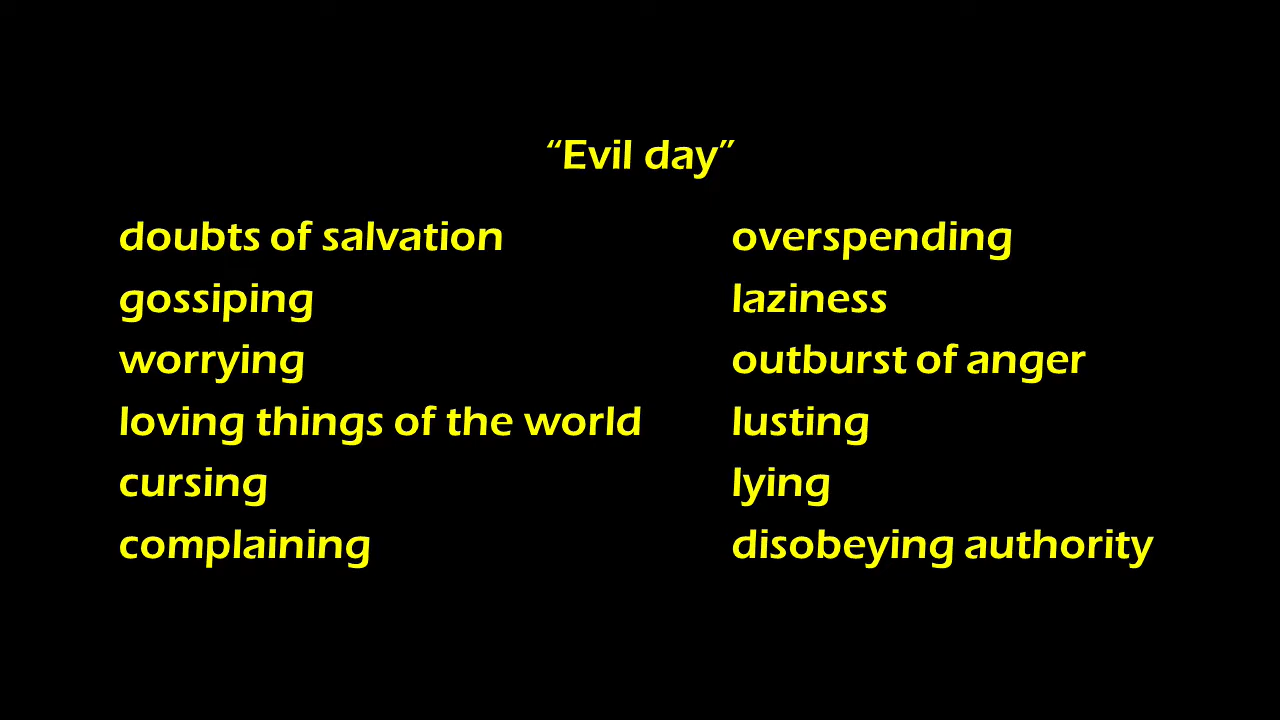 “Evil day”
doubts of salvation
gossiping
worrying
loving things of the world
cursing
complaining
overspending
laziness
outburst of anger
lusting
lying
disobeying authority